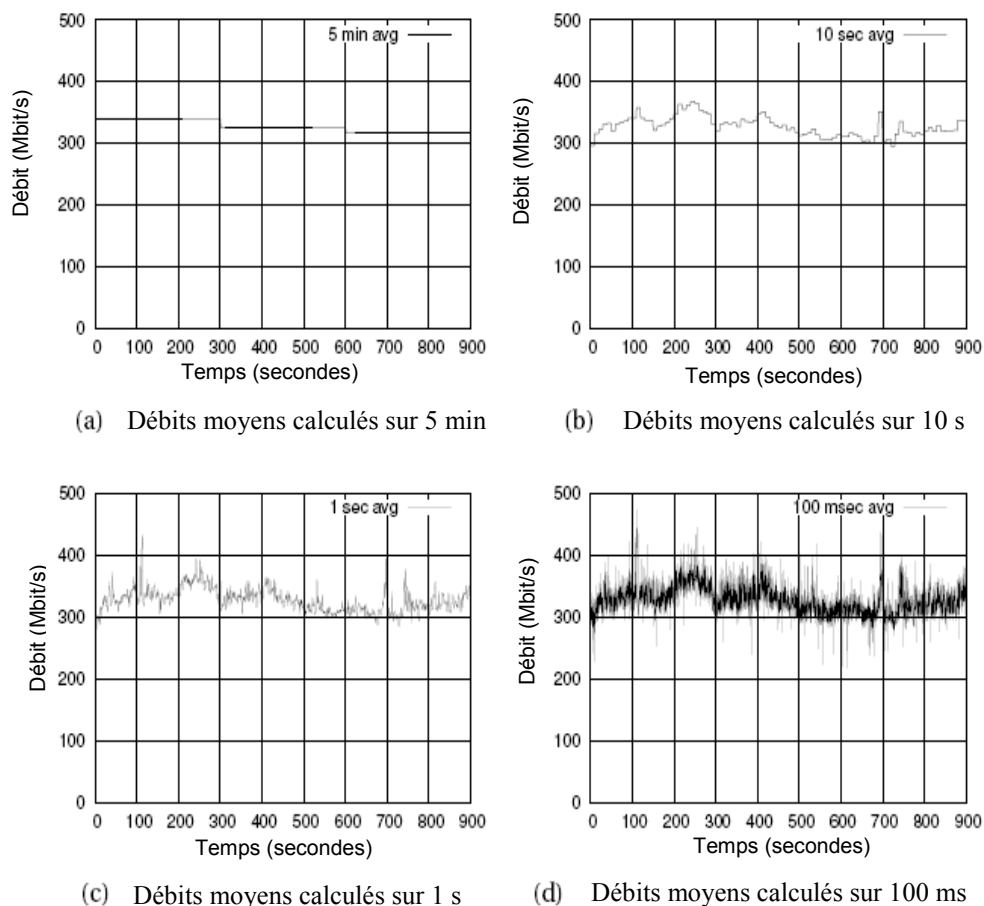 500
400
300
200
100
0
5 min avg
Débit (Mbit/s)
0 100 200 300 400 500 600 700 800 900
Temps (secondes)
(a) Débits moyens calculés sur 5 min
500
400
300
200
100
0
10 sec avg
Débit (Mbit/s)
0 100 200 300 400 500 600 700 800 900
Temps (secondes)
(b) Débits moyens calculés sur 10 s
500
400
300
200
100
0
1 sec avg
Débit (Mbit/s)
0 100 200 300 400 500 600 700 800 900
Temps (secondes)
(c) Débits moyens calculés sur 1 s
500
400
300
200
100
0
100 msec avg
Débit (Mbit/s)
0 100 200 300 400 500 600 700 800 900
Temps (secondes)
(d) Débits moyens calculés sur 100 ms